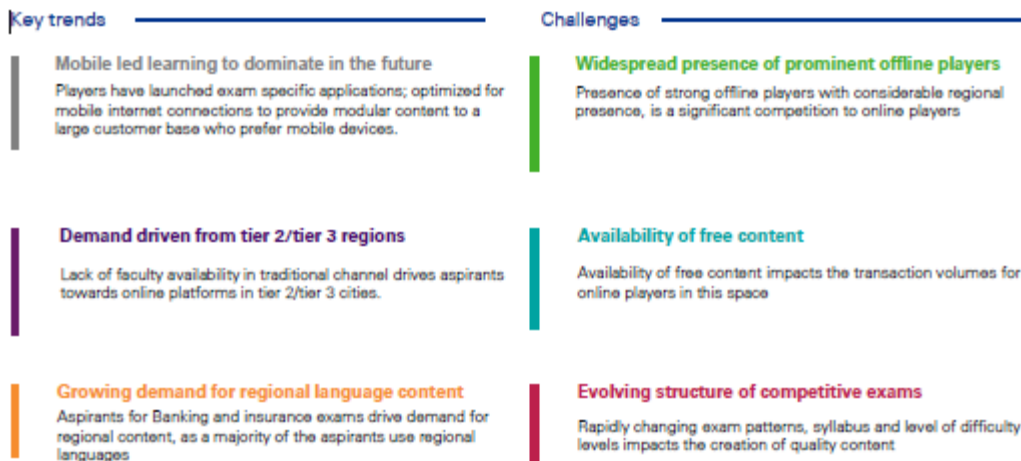 Key trends
Mobile led learning to dominate in the future
Players have launched exam specific applications; optimized for
mobile internet connections to provide modular content to a
large customer base who prefer mobile devices.
Demand driven from tier 2/tier 3 regions
Lack of faculty availability in traditional channel drives aspirants
towards online platforms in tier 2/tier 3 cities.
Growing demand for regional language content
Aspirants for Banking and insurance exams drive demand for
regional content, as a majority of the aspirants use regional
languages
Challenges
Widespread presence of prominent offline players
Presence of strong offline players with considerable regional
presence, is a significant competition to online players
Availability of free content
Availability of free content impacts the transaction volumes for
online players in this space
Evolving structure of competitive exams
Rapidly changing exam patterns, syllabus and level of difficulty
levels impacts the creation of quality content